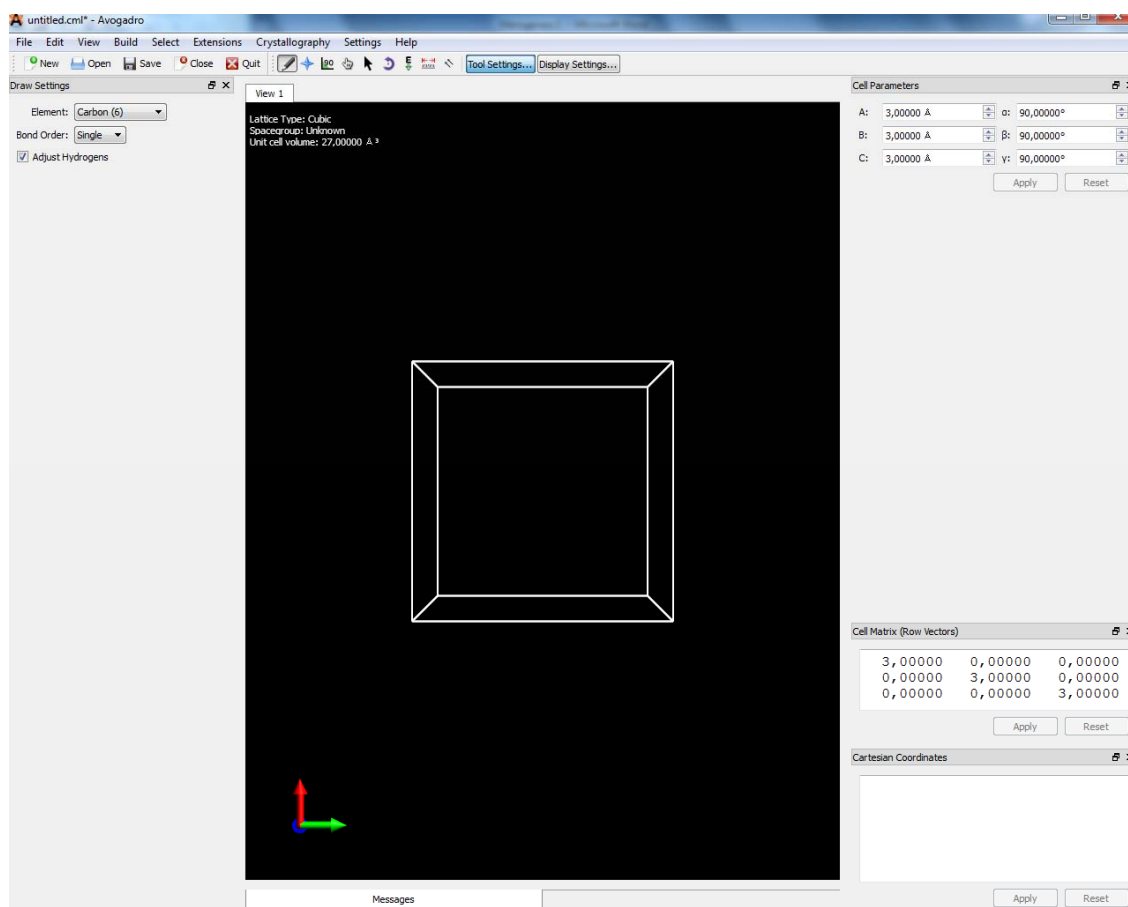 untitled.cml* - Avogadro
File Edit View Build Select Extensions Crystallography Settings Help
New Open Save Close Quit Tool Settings... Display Settings...
Draw Settings
Element: Carbon (6)
Bond Order: Single
Adjust Hydrogens
View 1
Lattice Type: Cubic
Spacegroup: Unknown
Unit cell volume: 27,00000 Å³
Cell Parameters
A: 3,00000 Å α: 90,00000°
B: 3,00000 Å β: 90,00000°
C: 3,00000 Å γ: 90,00000°
Apply Reset
Cell Matrix (Row Vectors)
3,00000 0,00000 0,00000
0,00000 3,00000 0,00000
0,00000 0,00000 3,00000
Apply Reset
Cartesian Coordinates
Apply Reset
Messages